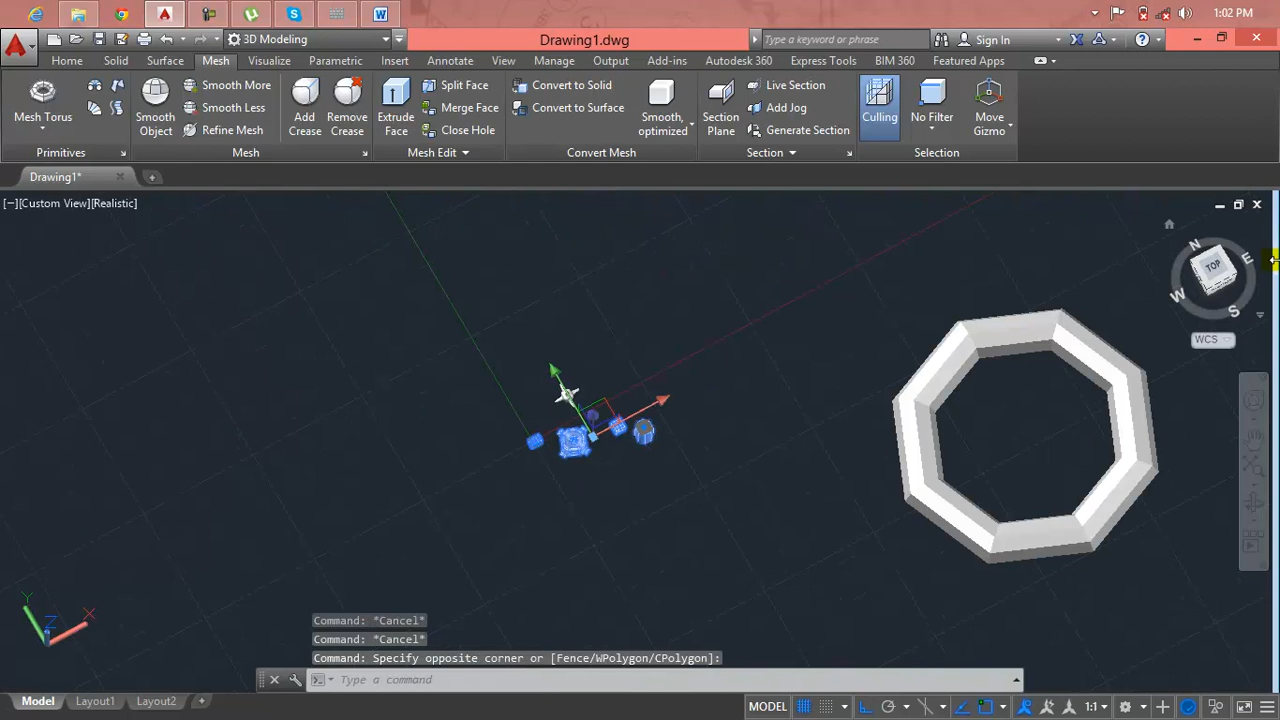 1:02 PM
3D Modeling
Drawing1.dwg
Type a keyword or phrase
Sign In
Home
Solid
Surface
Mesh
Visualize
Parametric
Insert
Annotate
View
Manage
Output
Add-ins
Autodesk 360
Express Tools
BIM 360
Featured Apps
Mesh Torus
Smooth Object
Smooth More
Smooth Less
Refine Mesh
Add Crease
Remove Crease
Extrude Face
Split Face
Merge Face
Close Hole
Convert to Solid
Convert to Surface
Smooth, optimized
Section Plane
Live Section
Add Jog
Generate Section
Culling
No Filter
Move Gizmo
Primitives
Mesh
Mesh Edit
Convert Mesh
Section
Selection
Drawing1*
[−][Custom View][Realistic]
N
E
TOP
W
S
WCS
Y
X
Z
Command: *Cancel*
Command: *Cancel*
Command: Specify opposite corner or [Fence/WPolygon/CPolygon]:
Type a command
Model
Layout1
Layout2
MODEL
1:1